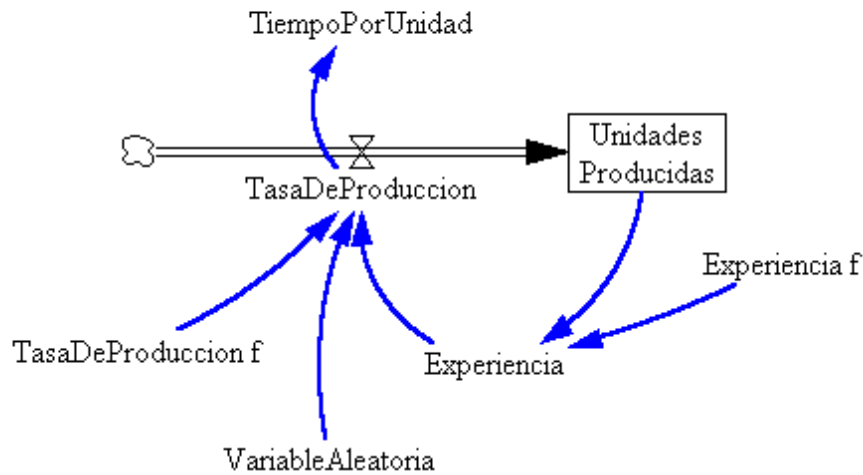 TiempoPorUnidad
Unidades
Producidas
TasaDeProduccion
Experiencia f
TasaDeProduccion f
Experiencia
VariableAleatoria